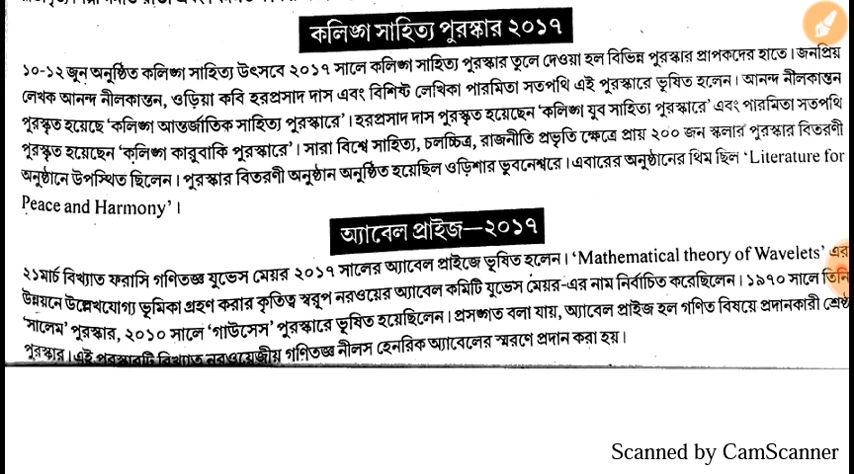 কলিঙ্গ সাহিত্য পুরস্কার ২০১৭
১০-১২ জুন অনুষ্ঠিত কলিঙ্গ সাহিত্য উৎসবে ২০১৭ সালে কলিঙ্গ সাহিত্য পুরস্কার তুলে দেওয়া হল বিভিন্ন পুরস্কার প্রাপকদের হাতে। জনপ্রিয়
লেখক আনন্দ নীলকান্তন, ওড়িয়া কবি হরপ্রসাদ দাস এবং বিশিষ্ট লেখিকা পারমিতা সতপথি এই পুরস্কারে ভূষিত হলেন। আনন্দ নীলকান্তন
পুরস্কৃত হয়েছে ‘কলিঙ্গ আন্তর্জাতিক সাহিত্য পুরস্কারে’। হরপ্রসাদ দাস পুরস্কৃত হয়েছেন ‘কলিঙ্গ যুব সাহিত্য পুরস্কারে’ এবং পারমিতা সতপথি
পুরস্কৃত হয়েছেন ‘কলিঙ্গ কারুবাকি পুরস্কারে’। সারা বিশ্বে সাহিত্য, চলচ্চিত্র, রাজনীতি প্রভৃতি ক্ষেত্রে প্রায় ২০০ জন স্কলার পুরস্কার বিতরণী
অনুষ্ঠানে উপস্থিত ছিলেন। পুরস্কার বিতরণী অনুষ্ঠান অনুষ্ঠিত হয়েছিল ওড়িশার ভুবনেশ্বরে। এবারের অনুষ্ঠানের থিম ছিল ‘Literature for
Peace and Harmony’।
অ্যাবেল প্রাইজ—২০১৭
২১মার্চ বিখ্যাত ফরাসি গণিতজ্ঞ য়ুভেস মেয়র ২০১৭ সালের অ্যাবেল প্রাইজে ভূষিত হলেন। ‘Mathematical theory of Wavelets’ এর
উন্নয়নে উল্লেখযোগ্য ভূমিকা গ্রহণ করার কৃতিত্ব স্বরূপ নরওয়ের অ্যাবেল কমিটি য়ুভেস মেয়র-এর নাম নির্বাচিত করেছিলেন। ১৯৭০ সালে তিনি
‘সালেম’ পুরস্কার, ২০১০ সালে ‘গাউসেস’ পুরস্কারে ভূষিত হয়েছিলেন। প্রসঙ্গত বলা যায়, অ্যাবেল প্রাইজ হল গণিত বিষয়ে প্রদানকারী শ্রেষ্ঠ
পুরস্কার। এই পুরস্কারটি বিখ্যাত নরওয়েজীয় গণিতজ্ঞ নীলস হেনরিক অ্যাবেলের স্মরণে প্রদান করা হয়।
Scanned by CamScanner